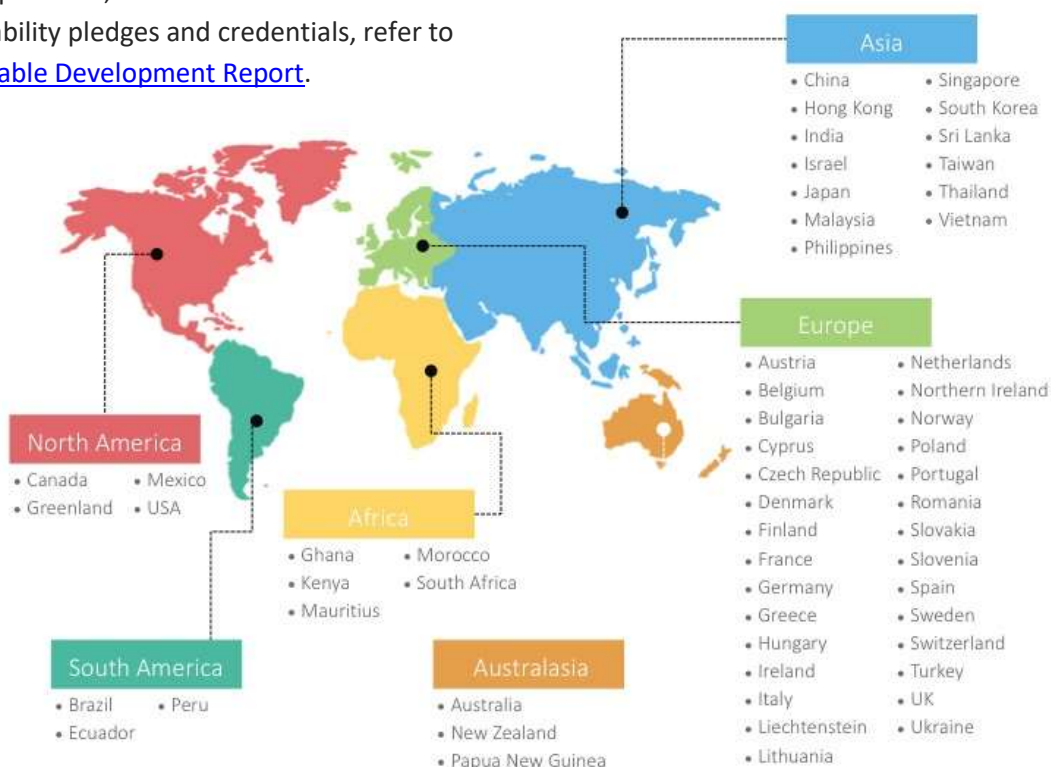 ability pledges and credentials, refer to
able Development Report.
Asia
• China
• Hong Kong
• India
• Israel
• Japan
• Malaysia
• Philippines
• Singapore
• South Korea
• Sri Lanka
• Taiwan
• Thailand
• Vietnam
Europe
• Austria
• Belgium
• Bulgaria
• Cyprus
• Czech Republic
• Denmark
• Finland
• France
• Germany
• Greece
• Hungary
• Ireland
• Italy
• Liechtenstein
• Lithuania
• Netherlands
• Northern Ireland
• Norway
• Poland
• Portugal
• Romania
• Slovakia
• Slovenia
• Spain
• Sweden
• Switzerland
• Turkey
• UK
• Ukraine
North America
• Canada
• Greenland
• Mexico
• USA
Africa
• Ghana
• Kenya
• Mauritius
• Morocco
• South Africa
South America
• Brazil
• Ecuador
• Peru
Australasia
• Australia
• New Zealand
• Papua New Guinea